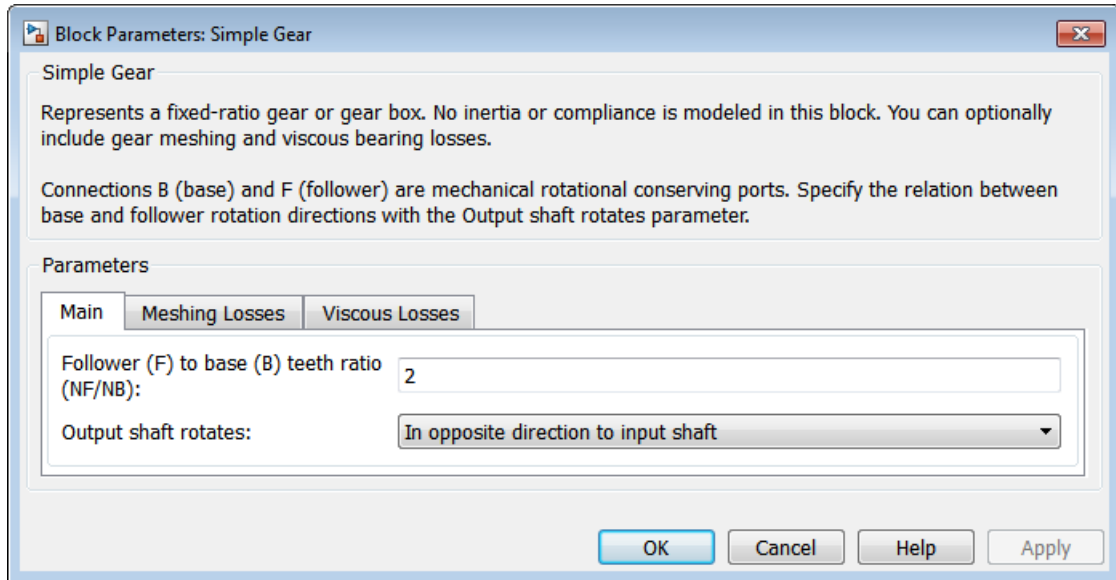 Block Parameters: Simple Gear
Simple Gear
Represents a fixed-ratio gear or gear box. No inertia or compliance is modeled in this block. You can optionally
include gear meshing and viscous bearing losses.
Connections B (base) and F (follower) are mechanical rotational conserving ports. Specify the relation between
base and follower rotation directions with the Output shaft rotates parameter.
Parameters
Main Meshing Losses Viscous Losses
Follower (F) to base (B) teeth ratio
(NF/NB):
2
Output shaft rotates:
In opposite direction to input shaft
OK Cancel Help Apply